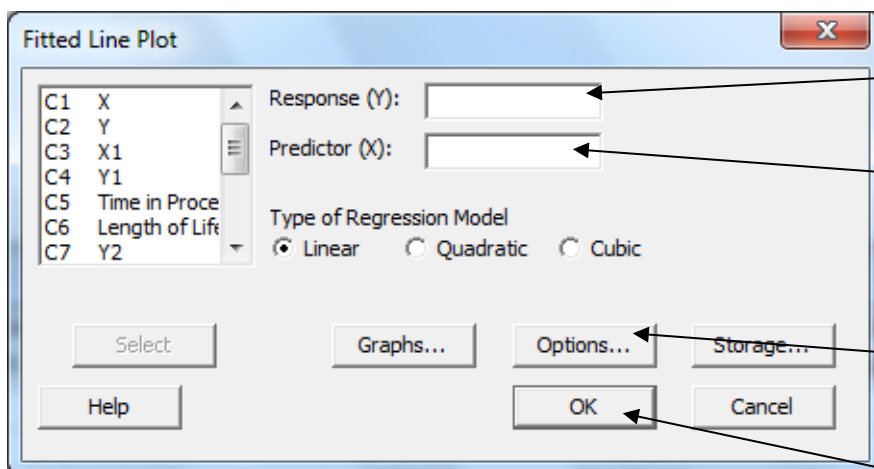 Fitted Line Plot
C1 X
C2 Y
C3 X1
C4 Y1
C5 Time in Proce
C6 Length of Life
C7 Y2
Response (Y):
Predictor (X):
Type of Regression Model
Linear Quadratic Cubic
Select Graphs... Options... Storage...
Help OK Cancel